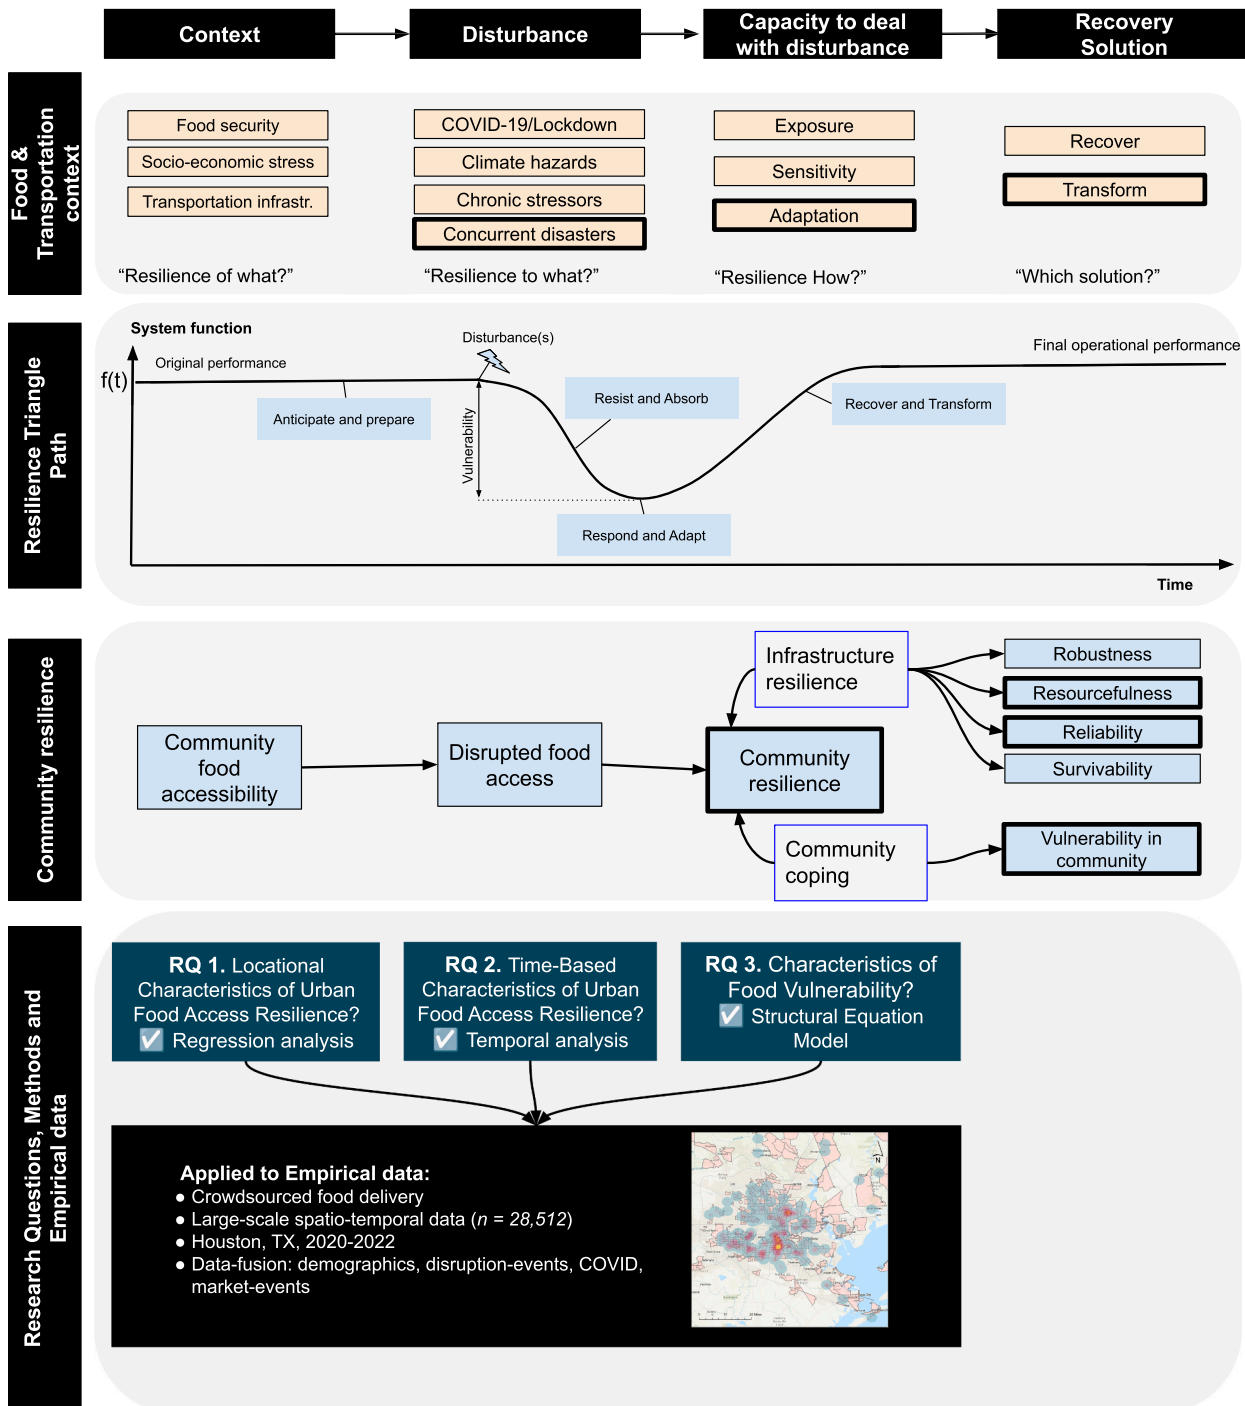 Context
Disturbance
Capacity to deal
with disturbance
Recovery
Solution
Food &
Transportation
context
Food security
Socio-economic stress
Transportation infrastr.
“Resilience of what?”
COVID-19/Lockdown
Climate hazards
Chronic stressors
Concurrent disasters
“Resilience to what?”
Exposure
Sensitivity
Adaptation
“Resilience How?”
Recover
Transform
“Which solution?”
Resilience Triangle
Path
System function
f(t)
Original performance
Disturbance(s)
Final operational performance
Anticipate and prepare
Vulnerability
Resist and Absorb
Recover and Transform
Respond and Adapt
Time
Community resilience
Community
food
accessibility
Disrupted food
access
Infrastructure
resilience
Community
resilience
Community
coping
Robustness
Resourcefulness
Reliability
Survivability
Vulnerability in
community
Research Questions, Methods and
Empirical data
RQ 1. Locational
Characteristics of Urban
Food Access Resilience?
☑ Regression analysis
RQ 2. Time-Based
Characteristics of Urban
Food Access Resilience?
☑ Temporal analysis
RQ 3. Characteristics of
Food Vulnerability?
☑ Structural Equation
Model
Applied to Empirical data:
● Crowdsourced food delivery
● Large-scale spatio-temporal data (n = 28,512)
● Houston, TX, 2020-2022
● Data-fusion: demographics, disruption-events, COVID,
market-events
N